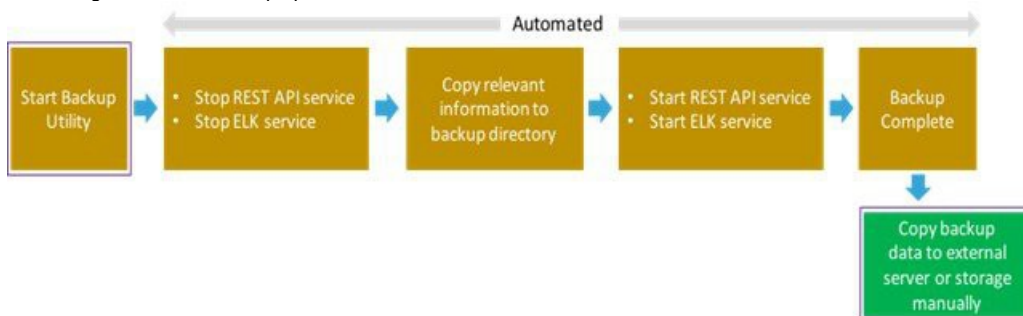 Automated
Start Backup
Utility
• Stop REST API service
• Stop ELK service
Copy relevant
information to
backup directory
• Start REST API service
• Start ELK service
Backup
Complete
Copy backup
data to external
server or storage
manually